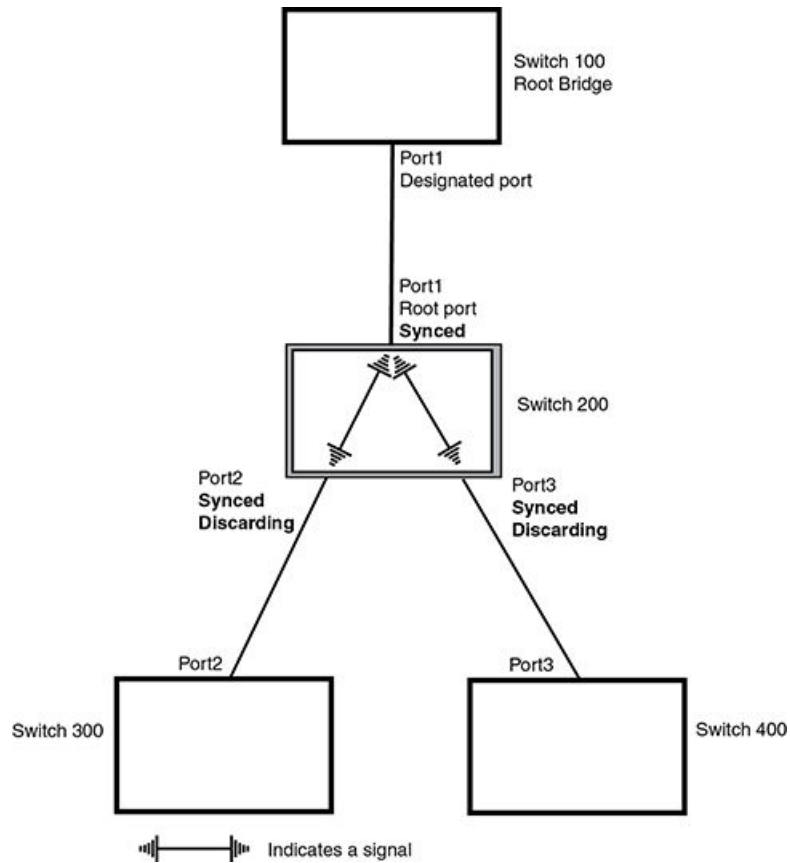 Switch 100
Root Bridge
Port1
Designated port
Port1
Root port
Synced
Switch 200
Port2
Synced
Discarding
Port3
Synced
Discarding
Port2
Port3
Switch 300
Switch 400
Indicates a signal